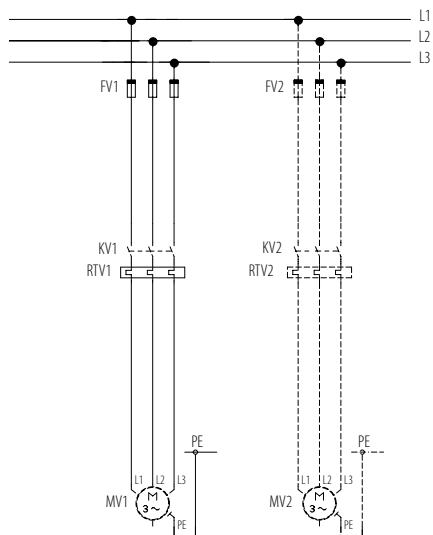 L1
L2
L3
FV1 FV2
KV1 KV2
RTV1 RTV2
PE PE
L1 L2 L3 L1 L2 L3
MV1 M 3~ MV2 M 3~
PE PE